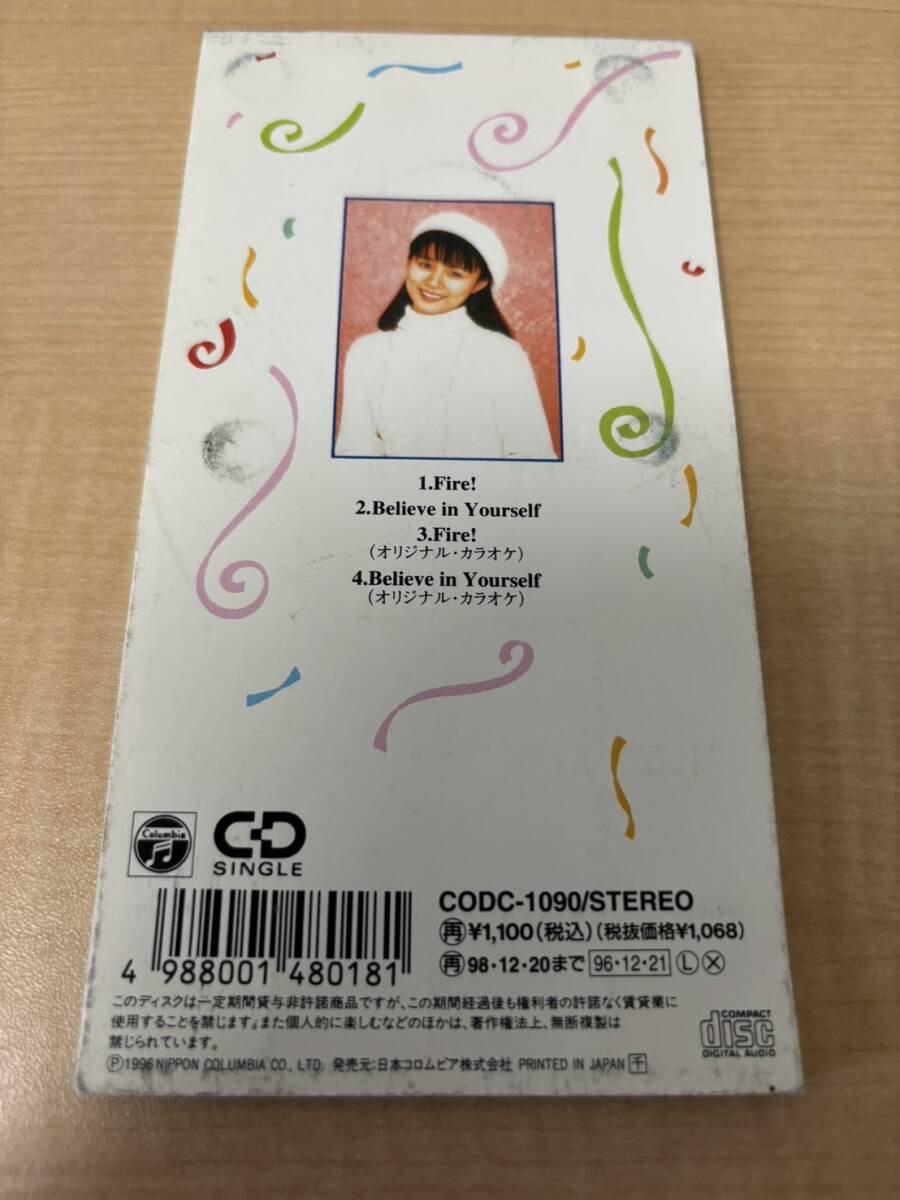 1.Fire!
2.Believe in Yourself
3.Fire!
(オリジナル・カラオケ)
4.Believe in Yourself
(オリジナル・カラオケ)
Columbia
CD
SINGLE
CODC-1090/STEREO
再¥1,100(税込)(税抜価格¥1,068)
再98・12・20まで 96・12・21 L X
4 988001 480181
このディスクは一定期間貸与非許諾商品ですが、この期間経過後も権利者の許諾なく賃貸業に
使用することを禁じます。また個人的に楽しむなどのほかは、著作権法上、無断複製は
禁じられています。
Ⓟ1996 NIPPON COLUMBIA CO., LTD. 発売元:日本コロムビア株式会社 PRINTED IN JAPAN 千
COMPACT
disc
DIGITAL AUDIO